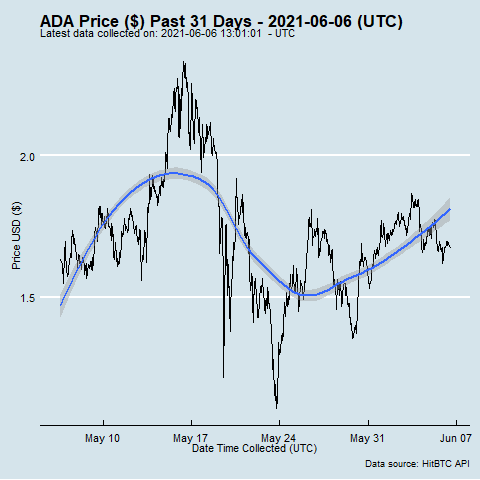 ADA Price ($) Past 31 Days - 2021-06-06 (UTC)
Latest data collected on: 2021-06-06 13:01:01 - UTC
Price USD ($)
2.0
1.5
May 10
May 17
May 24
May 31
Jun 07
Date Time Collected (UTC)
Data source: HitBTC API